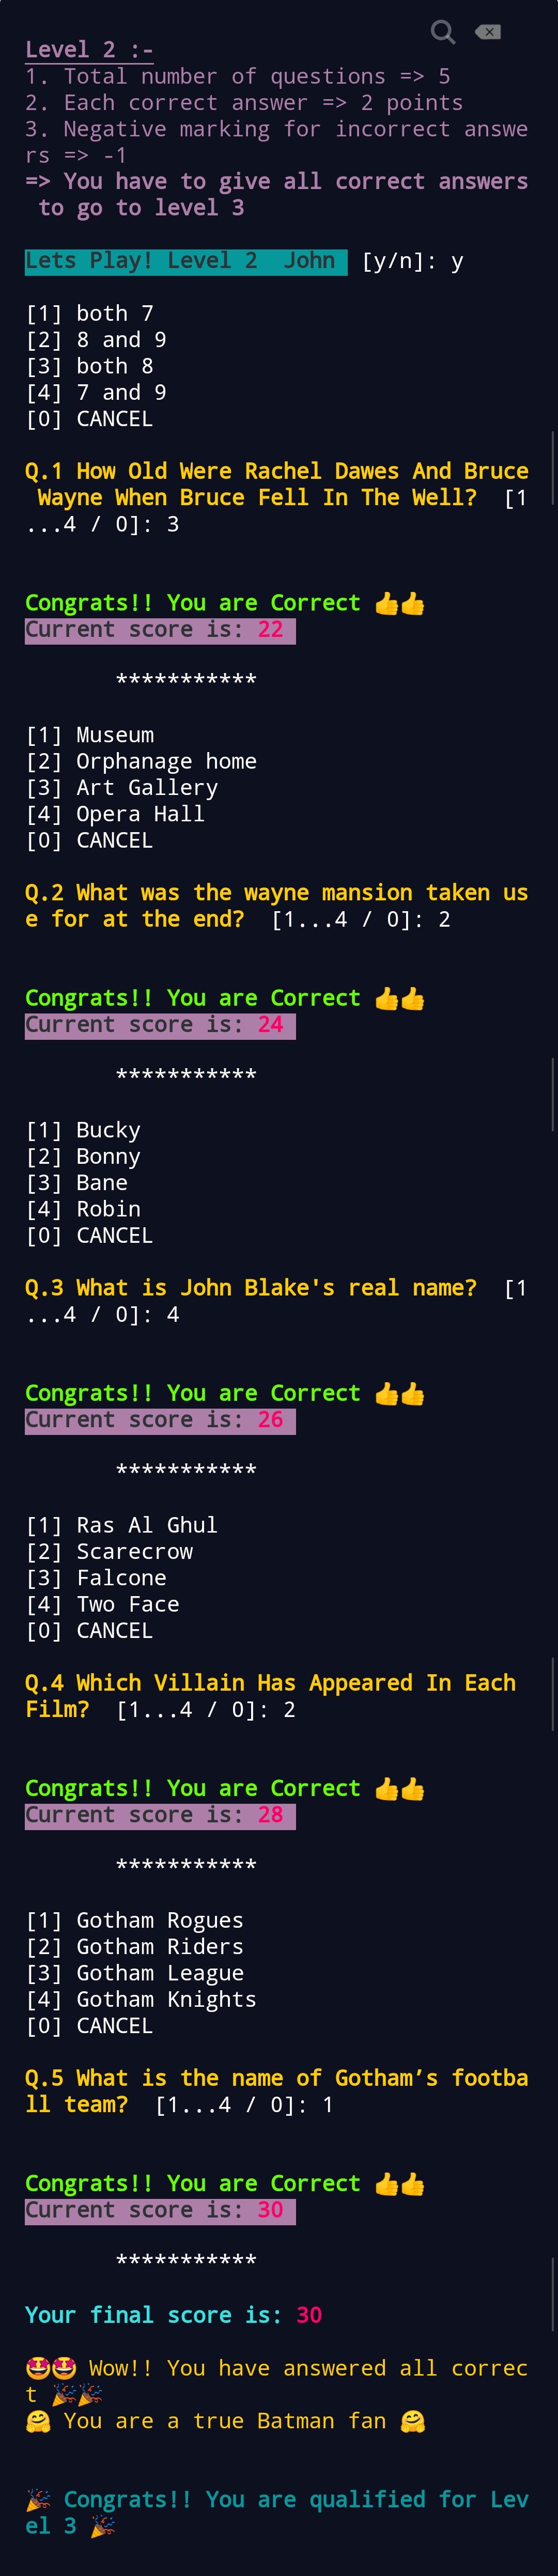 Level 2 :-
1. Total number of questions => 5
2. Each correct answer => 2 points
3. Negative marking for incorrect answe
rs => -1
=> You have to give all correct answers
to go to level 3
Lets Play! Level 2  John  [y/n]: y
[1] both 7
[2] 8 and 9
[3] both 8
[4] 7 and 9
[0] CANCEL
Q.1 How Old Were Rachel Dawes And Bruce
Wayne When Bruce Fell In The Well?  [1
...4 / 0]: 3
Congrats!! You are Correct 👍👍
Current score is: 22
***********
[1] Museum
[2] Orphanage home
[3] Art Gallery
[4] Opera Hall
[0] CANCEL
Q.2 What was the wayne mansion taken us
e for at the end?  [1...4 / 0]: 2
Congrats!! You are Correct 👍👍
Current score is: 24
***********
[1] Bucky
[2] Bonny
[3] Bane
[4] Robin
[0] CANCEL
Q.3 What is John Blake's real name?  [1
...4 / 0]: 4
Congrats!! You are Correct 👍👍
Current score is: 26
***********
[1] Ras Al Ghul
[2] Scarecrow
[3] Falcone
[4] Two Face
[0] CANCEL
Q.4 Which Villain Has Appeared In Each
Film?  [1...4 / 0]: 2
Congrats!! You are Correct 👍👍
Current score is: 28
***********
[1] Gotham Rogues
[2] Gotham Riders
[3] Gotham League
[4] Gotham Knights
[0] CANCEL
Q.5 What is the name of Gotham’s footba
ll team?  [1...4 / 0]: 1
Congrats!! You are Correct 👍👍
Current score is: 30
***********
Your final score is: 30
🤩🤩 Wow!! You have answered all correc
t 🎉🎉
🤗 You are a true Batman fan 🤗
🎉 Congrats!! You are qualified for Lev
el 3 🎉